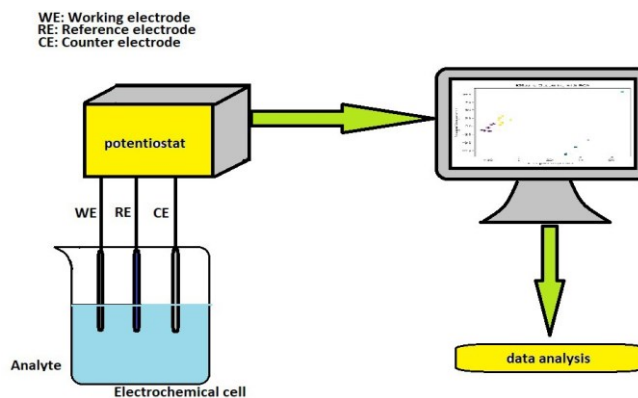 WE: Working electrode
RE: Reference electrode
CE: Counter electrode
potentiostat
WE
RE
CE
Analyte
Electrochemical cell
data analysis